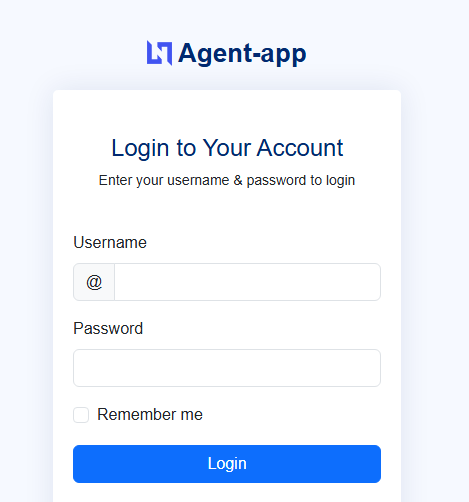 Agent-app
Login to Your Account
Enter your username & password to login
Username
@
Password
Remember me
Login